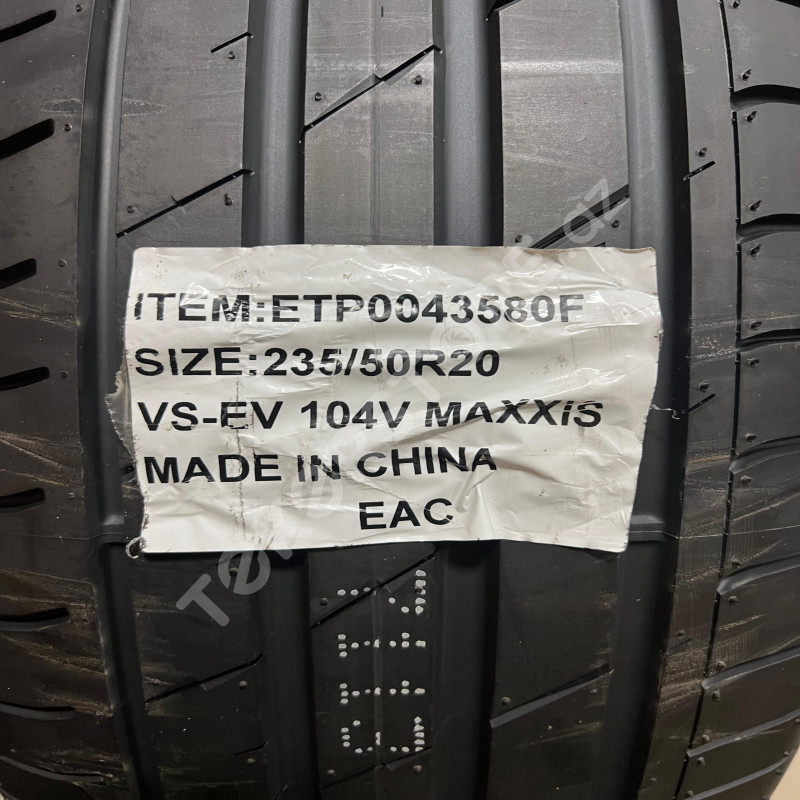 ITEM:ETP0043580F
SIZE:235/50R20
VS-EV 104V MAXXiS
MADE IN CHINA
EAC